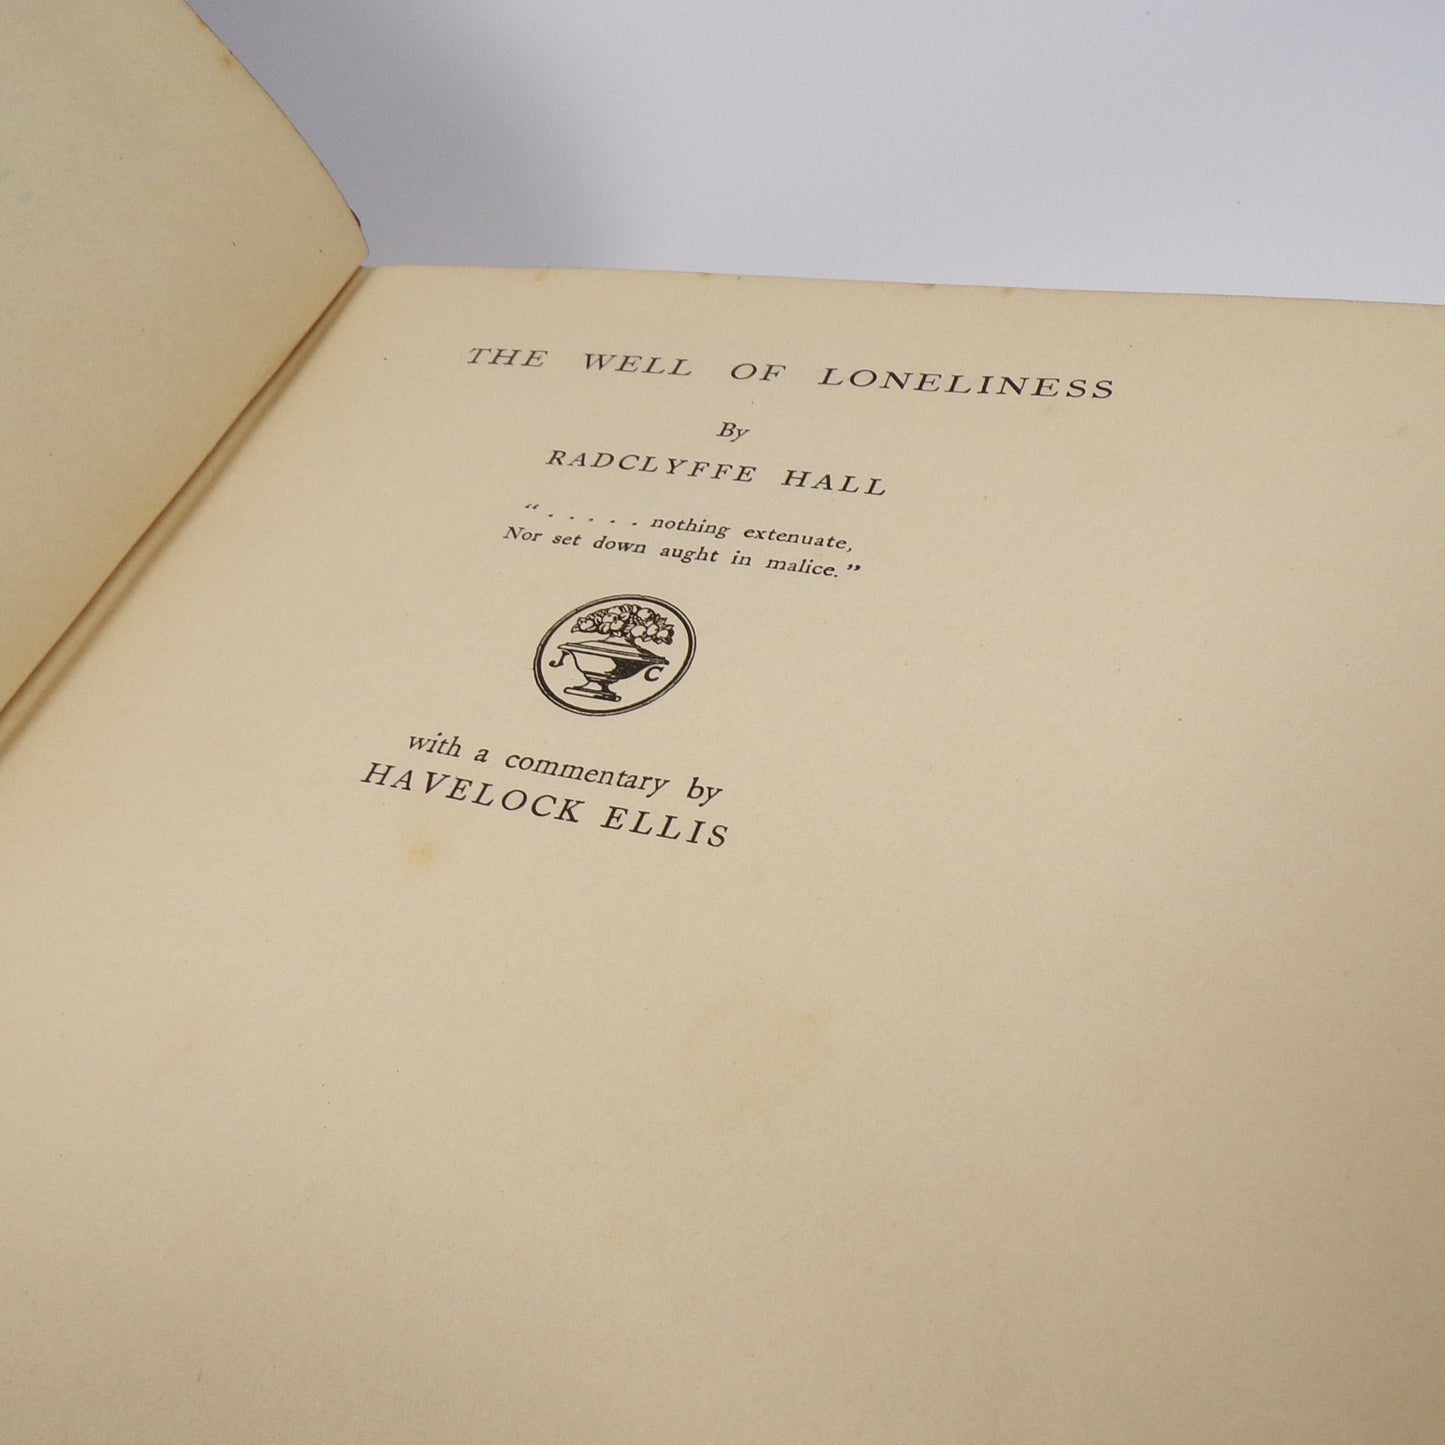 THE WELL OF LONELINESS
By
RADCLYFFE HALL
“ . . . . . nothing extenuate,
Nor set down aught in malice.”
J C
with a commentary by
HAVELOCK ELLIS